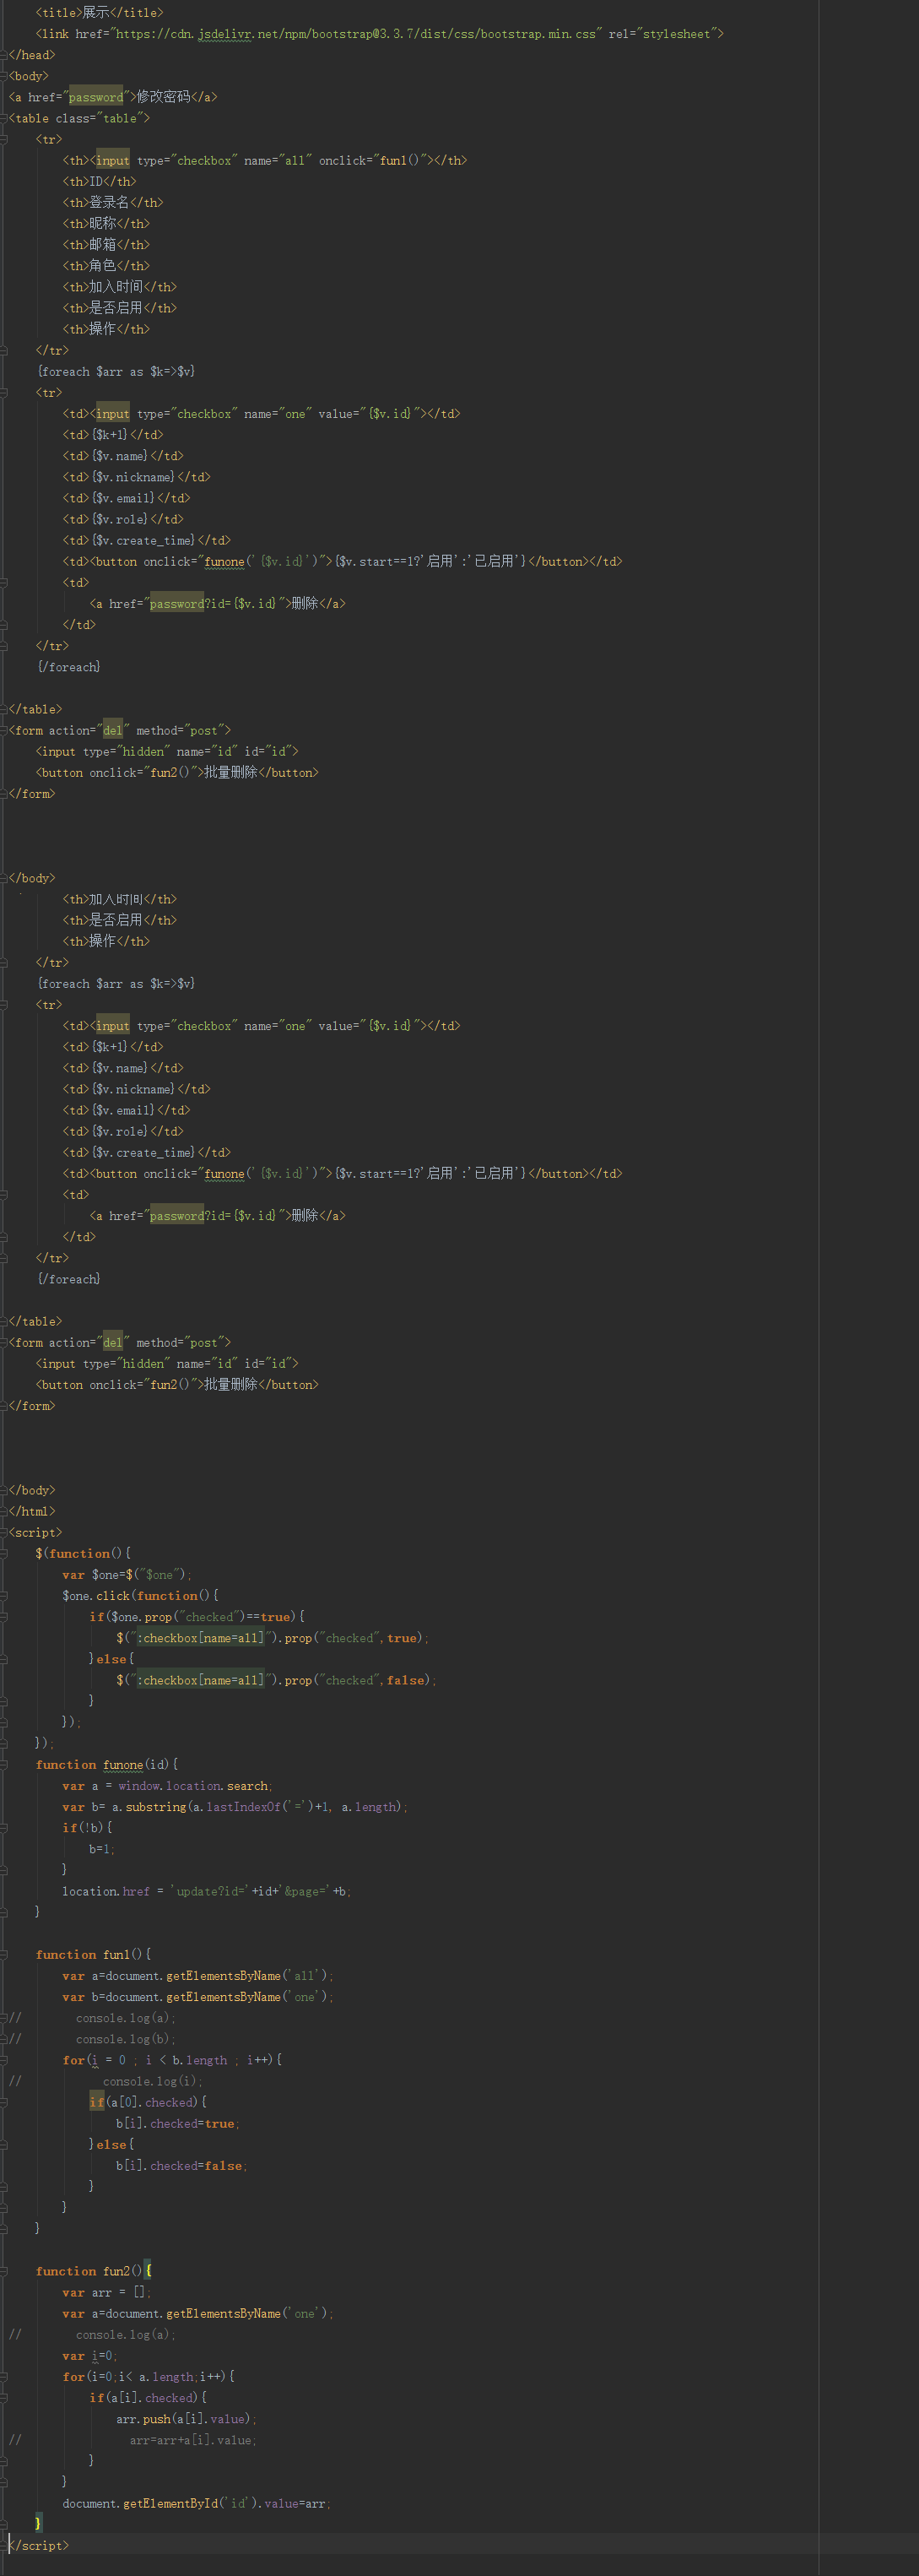 <title>展示</title>
<link href="https://cdn.jsdelivr.net/npm/bootstrap@3.3.7/dist/css/bootstrap.min.css" rel="stylesheet">
</head>
<body>
<a href="password">修改密码</a>
<table class="table">
<tr>
<th><input type="checkbox" name="all" onclick="fun1()"></th>
<th>ID</th>
<th>登录名</th>
<th>昵称</th>
<th>邮箱</th>
<th>角色</th>
<th>加入时间</th>
<th>是否启用</th>
<th>操作</th>
</tr>
{foreach $arr as $k=>$v}
<tr>
<td><input type="checkbox" name="one" value="{$v.id}"></td>
<td>{$k+1}</td>
<td>{$v.name}</td>
<td>{$v.nickname}</td>
<td>{$v.email}</td>
<td>{$v.role}</td>
<td>{$v.create_time}</td>
<td><button onclick="funone('{$v.id}')">{$v.start==1?'启用':'已启用'}</button></td>
<td>
<a href="password?id={$v.id}">删除</a>
</td>
</tr>
{/foreach}
</table>
<form action="del" method="post">
<input type="hidden" name="id" id="id">
<button onclick="fun2()">批量删除</button>
</form>
</body>
<th>加入时间</th>
<th>是否启用</th>
<th>操作</th>
</tr>
{foreach $arr as $k=>$v}
<tr>
<td><input type="checkbox" name="one" value="{$v.id}"></td>
<td>{$k+1}</td>
<td>{$v.name}</td>
<td>{$v.nickname}</td>
<td>{$v.email}</td>
<td>{$v.role}</td>
<td>{$v.create_time}</td>
<td><button onclick="funone('{$v.id}')">{$v.start==1?'启用':'已启用'}</button></td>
<td>
<a href="password?id={$v.id}">删除</a>
</td>
</tr>
{/foreach}
</table>
<form action="del" method="post">
<input type="hidden" name="id" id="id">
<button onclick="fun2()">批量删除</button>
</form>
</body>
</html>
<script>
$(function(){
var $one=$("$one");
$one.click(function(){
if($one.prop("checked")==true){
$(":checkbox[name=all]").prop("checked",true);
}else{
$(":checkbox[name=all]").prop("checked",false);
}
});
});
function funone(id){
var a = window.location.search;
var b= a.substring(a.lastIndexOf('=')+1, a.length);
if(!b){
b=1;
}
location.href = 'update?id='+id+'&page='+b;
}
function fun1(){
var a=document.getElementsByName('all');
var b=document.getElementsByName('one');
// console.log(a);
// console.log(b);
for(i = 0 ; i < b.length ; i++){
// console.log(i);
if(a[0].checked){
b[i].checked=true;
}else{
b[i].checked=false;
}
}
}
function fun2(){
var arr = [];
var a=document.getElementsByName('one');
// console.log(a);
var i=0;
for(i=0;i< a.length;i++){
if(a[i].checked){
arr.push(a[i].value);
// arr=arr+a[i].value;
}
}
document.getElementById('id').value=arr;
}
</script>